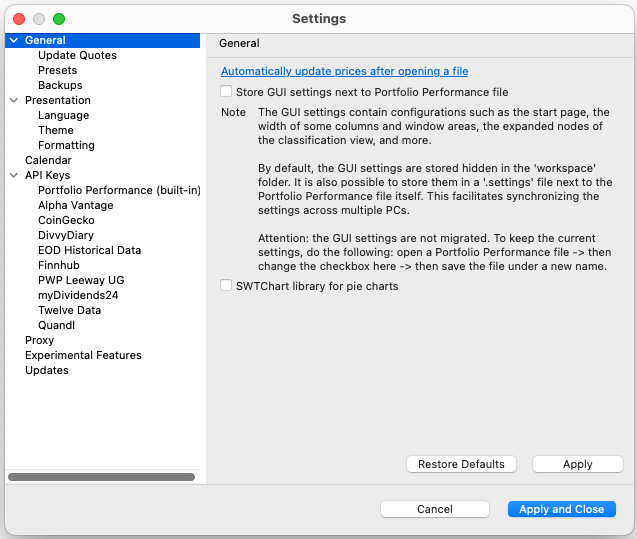 Settings
General
Update Quotes
Presets
Backups
Presentation
Language
Theme
Formatting
Calendar
API Keys
Portfolio Performance (built-in)
Alpha Vantage
CoinGecko
DivvyDiary
EOD Historical Data
Finnhub
PWP Leeway UG
myDividends24
Twelve Data
Quandl
Proxy
Experimental Features
Updates
General
Automatically update prices after opening a file
Store GUI settings next to Portfolio Performance file
Note The GUI settings contain configurations such as the start page, the
width of some columns and window areas, the expanded nodes of
the classification view, and more.
By default, the GUI settings are stored hidden in the 'workspace'
folder. It is also possible to store them in a '.settings' file next to the
Portfolio Performance file itself. This facilitates synchronizing the
settings across multiple PCs.
Attention: the GUI settings are not migrated. To keep the current
settings, do the following: open a Portfolio Performance file -> then
change the checkbox here -> then save the file under a new name.
SWTChart library for pie charts
Restore Defaults
Apply
Cancel
Apply and Close